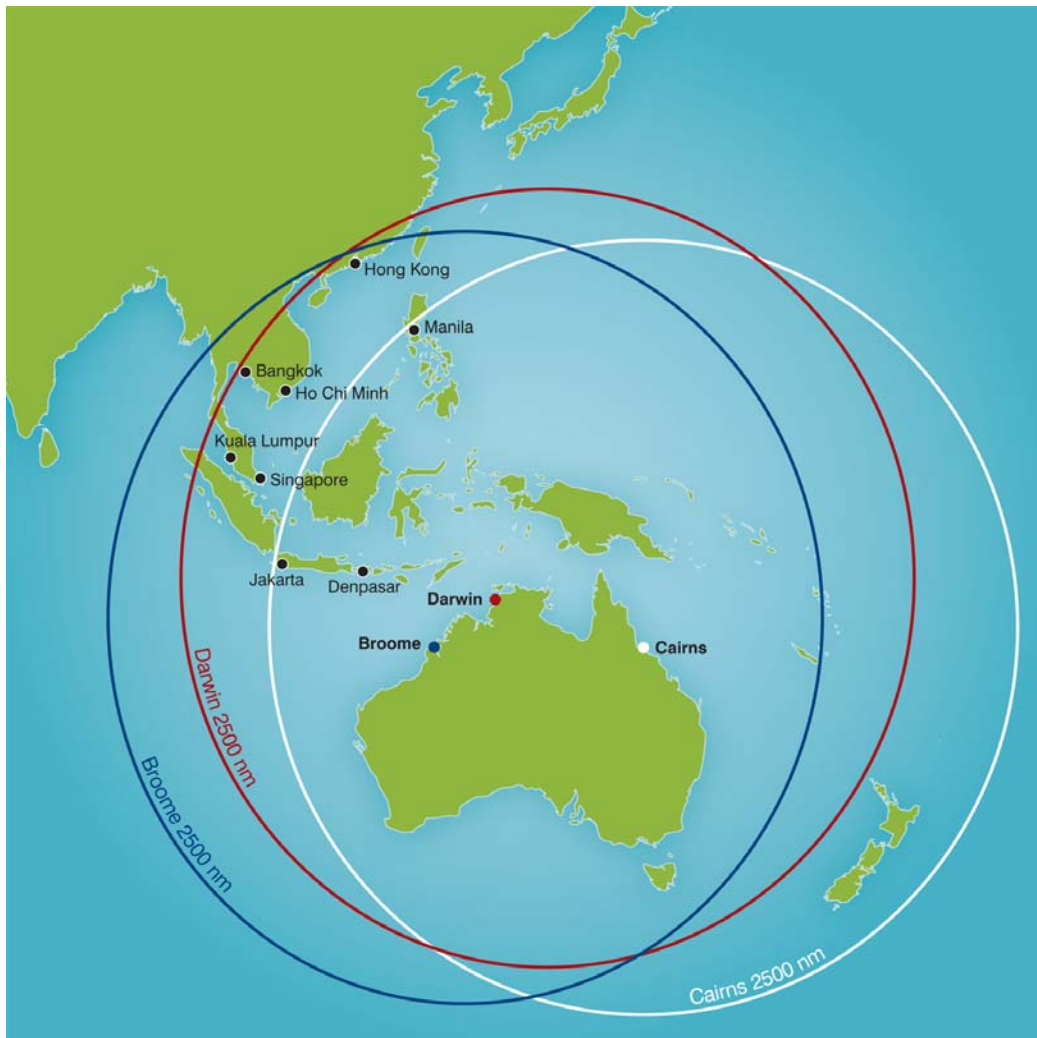 Hong Kong
Manila
Bangkok
Ho Chi Minh
Kuala Lumpur
Singapore
Jakarta
Denpasar
Darwin
Broome
Cairns
Darwin 2500 nm
Broome 2500 nm
Cairns 2500 nm